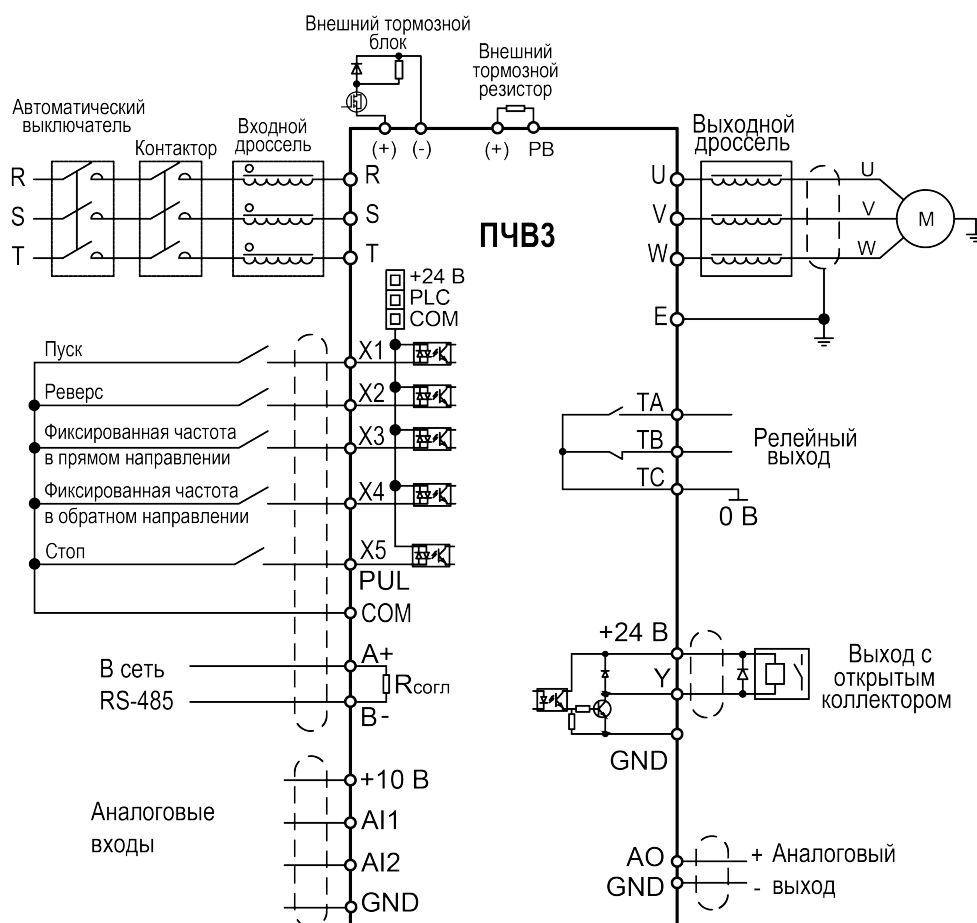 Внешний тормозной
блок
Внешний
тормозной
резистор
Автоматический
выключатель
Контактор
Входной
дроссель
(+) (-) (+) PB
Выходной
дроссель
R R U U
S S V V
T T W W
ПЧВ3
M
+24 В
PLC
COM
E
Пуск X1
Реверс X2
Фиксированная частота
в прямом направлении
X3
Фиксированная частота
в обратном направлении
X4
Стоп X5
PUL
COM
TA
TB
TC
Релейный
выход
0 В
В сеть
RS-485
A+
Rсогл
B-
+24 В
Y
GND
Выход с
открытым
коллектором
Аналоговые
входы
+10 В
AI1
AI2
GND
AO + Аналоговый
GND - выход